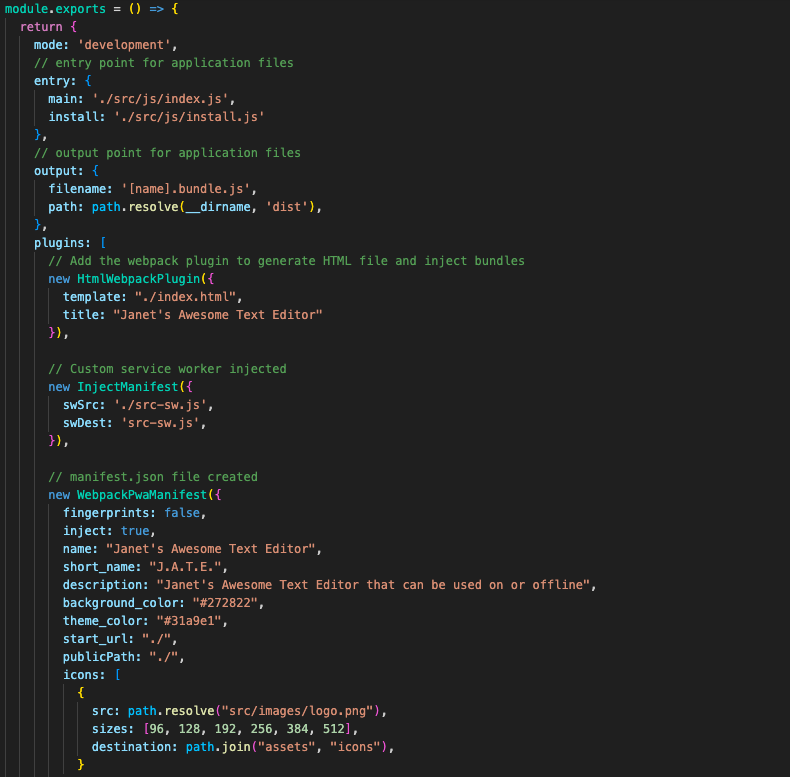 module.exports = () => {
return {
mode: 'development',
// entry point for application files
entry: {
main: './src/js/index.js',
install: './src/js/install.js'
},
// output point for application files
output: {
filename: '[name].bundle.js',
path: path.resolve(__dirname, 'dist'),
},
plugins: [
// Add the webpack plugin to generate HTML file and inject bundles
new HtmlWebpackPlugin({
template: "./index.html",
title: "Janet's Awesome Text Editor"
}),
// Custom service worker injected
new InjectManifest({
swSrc: './src-sw.js',
swDest: 'src-sw.js',
}),
// manifest.json file created
new WebpackPwaManifest({
fingerprints: false,
inject: true,
name: "Janet's Awesome Text Editor",
short_name: "J.A.T.E.",
description: "Janet's Awesome Text Editor that can be used on or offline",
background_color: "#272822",
theme_color: "#31a9e1",
start_url: "./",
publicPath: "./",
icons: [
{
src: path.resolve("src/images/logo.png"),
sizes: [96, 128, 192, 256, 384, 512],
destination: path.join("assets", "icons"),
}